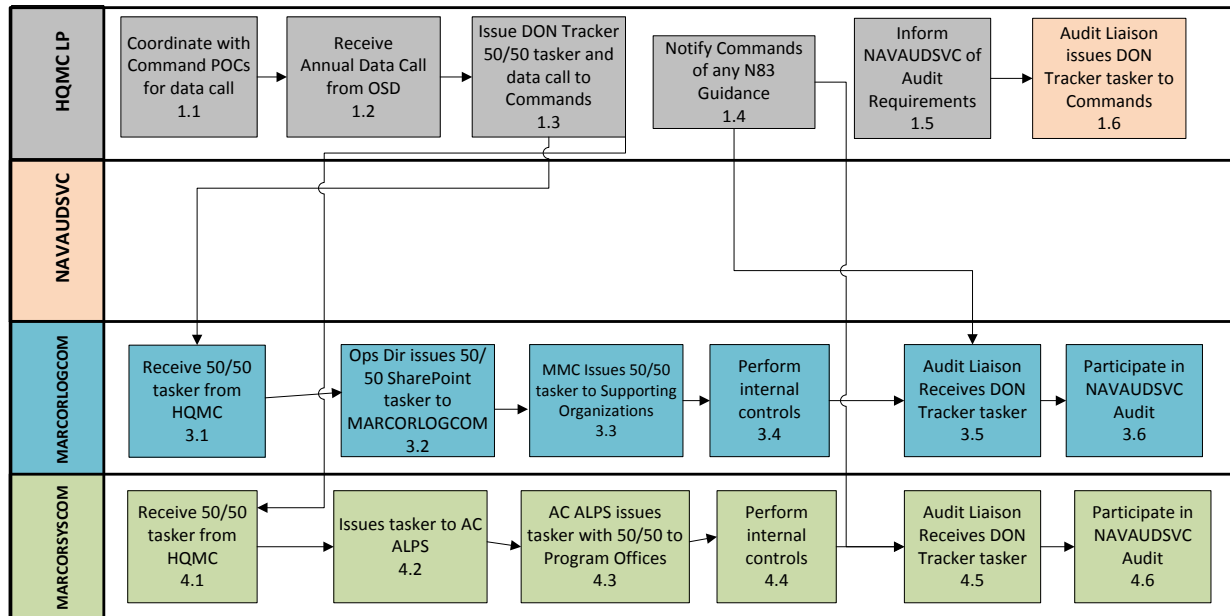 HQMC LP
Coordinate with
Command POCs
for data call
1.1
Receive
Annual Data Call
from OSD
1.2
Issue DON Tracker
50/50 tasker and
data call to
Commands
1.3
Notify Commands
of any N83
Guidance
1.4
Inform
NAVAUDSVC of
Audit
Requirements
1.5
Audit Liaison
issues DON
Tracker tasker to
Commands
1.6
NAVAUDSVC
MARCORLOGCOM
Receive 50/50
tasker from
HQMC
3.1
Ops Dir issues 50/
50 SharePoint
tasker to
MARCORLOGCOM
3.2
MMC Issues 50/50
tasker to Supporting
Organizations
3.3
Perform
internal
controls
3.4
Audit Liaison
Receives DON
Tracker tasker
3.5
Participate in
NAVAUDSVC
Audit
3.6
MARCORSYSCOM
Receive 50/50
tasker from
HQMC
4.1
Issues tasker to AC
ALPS
4.2
AC ALPS issues
tasker with 50/50 to
Program Offices
4.3
Perform
internal
controls
4.4
Audit Liaison
Receives DON
Tracker tasker
4.5
Participate in
NAVAUDSVC
Audit
4.6